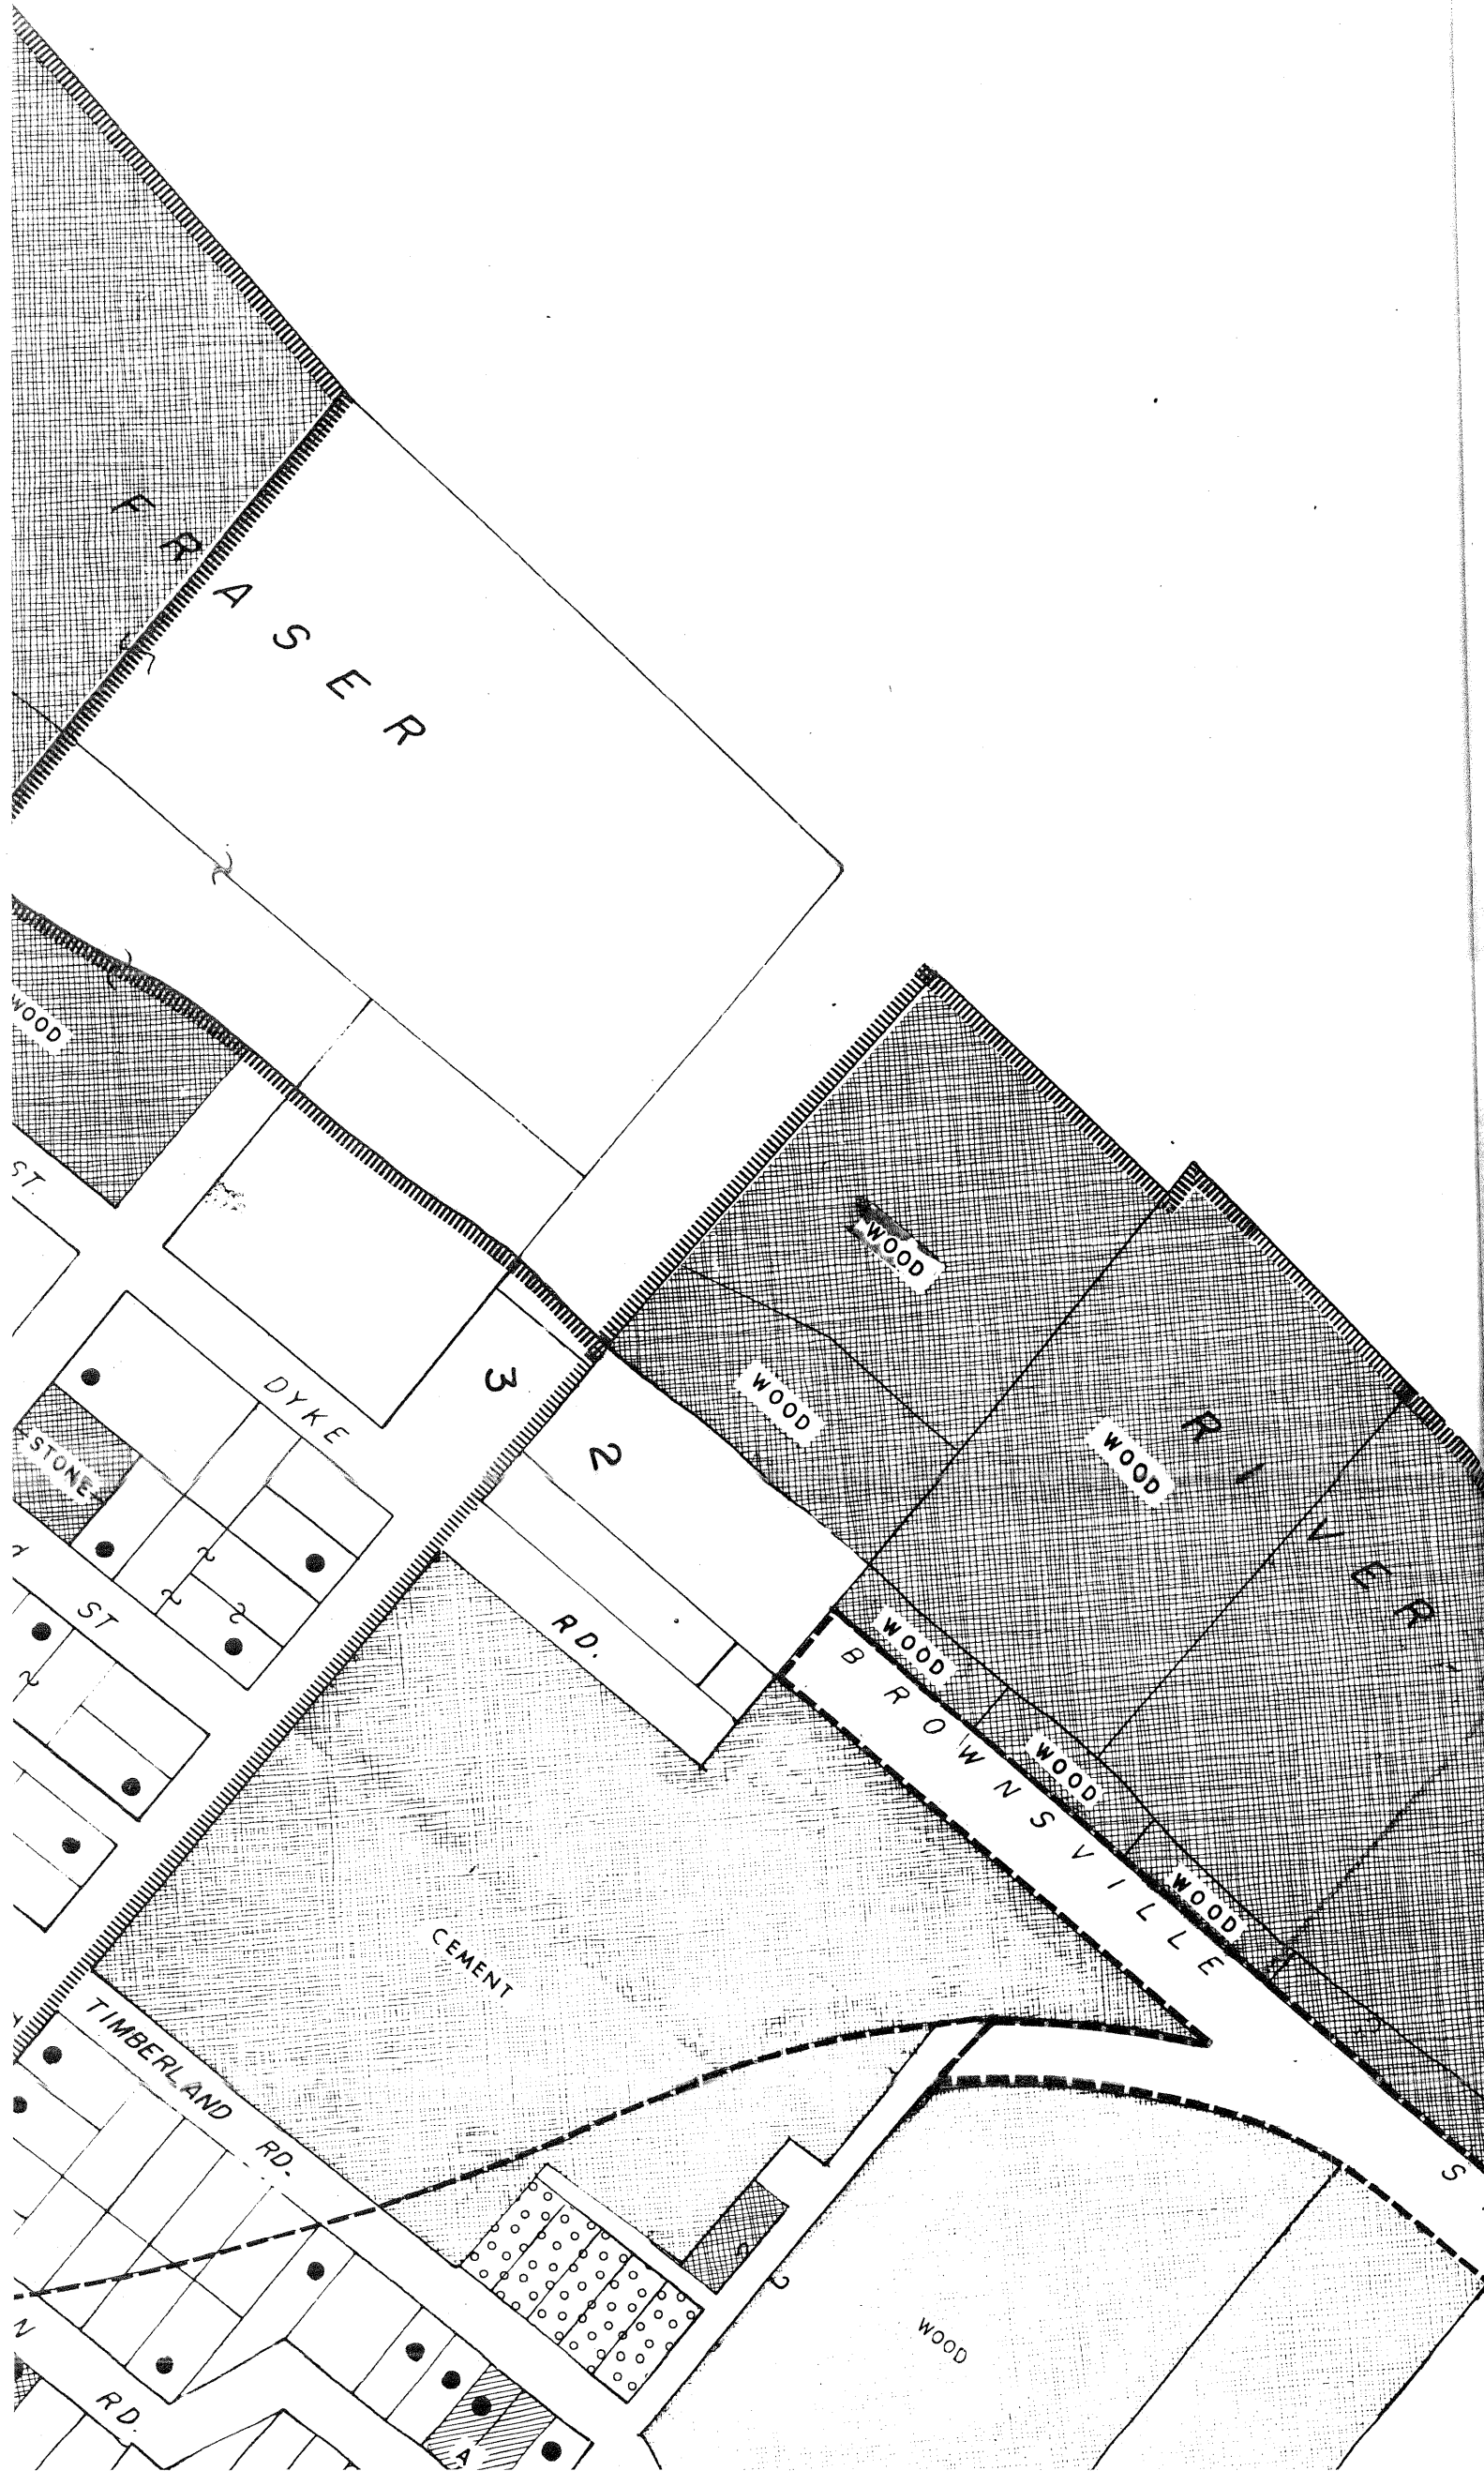 FRASER
WOOD
ST.
WOOD
3
DYKE
WOOD
2
RIVER
WOOD
STONE
ST
RD.
WOOD
BROWNSVILLE
WOOD
WOOD
CEMENT
TIMBERLAND
RD.
S
WOOD
N
RD.
A